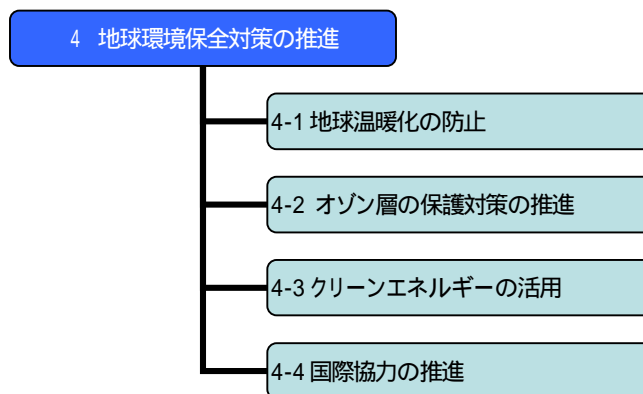 4 地球環境保全対策の推進
4-1 地球温暖化の防止
4-2 オゾン層の保護対策の推進
4-3 クリーンエネルギーの活用
4-4 国際協力の推進